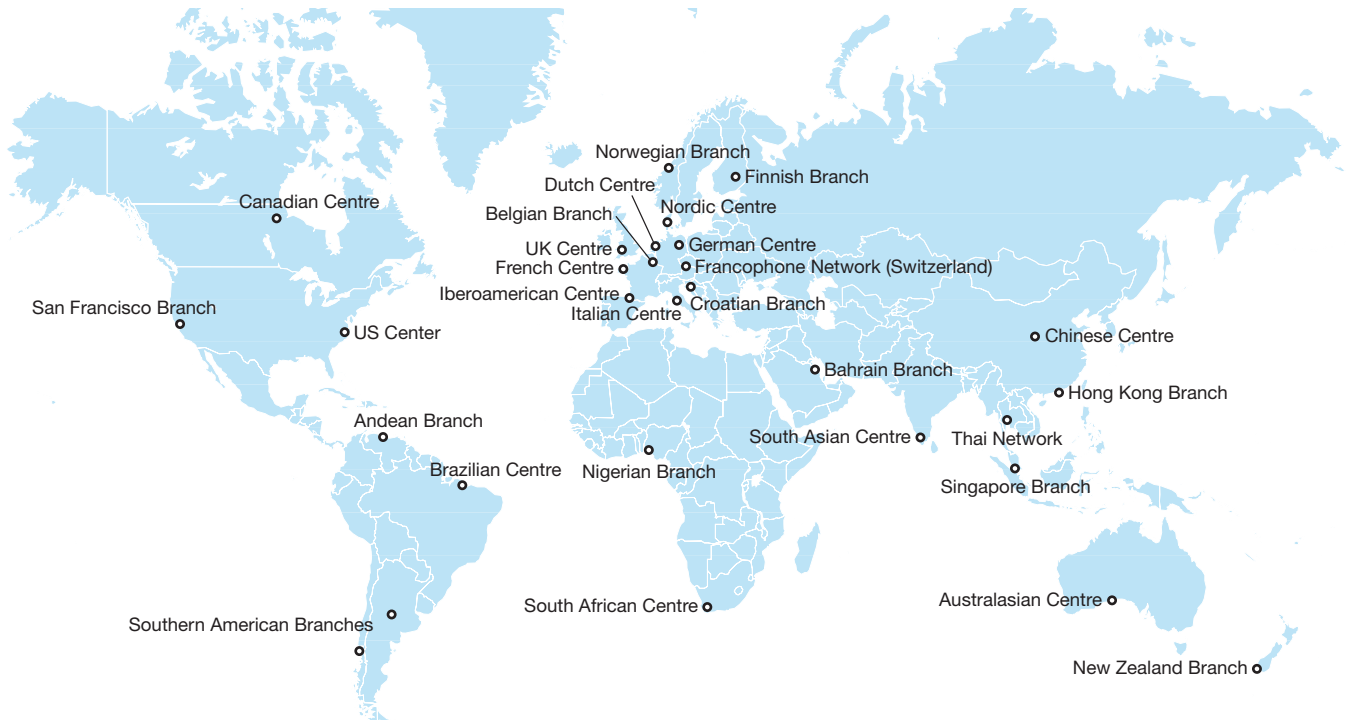 Norwegian Branch
Finnish Branch
Dutch Centre
Canadian Centre
Nordic Centre
Belgian Branch
UK Centre
German Centre
French Centre
Francophone Network (Switzerland)
Iberoamerican Centre
Croatian Branch
San Francisco Branch
Italian Centre
US Center
Chinese Centre
Bahrain Branch
Hong Kong Branch
Andean Branch
South Asian Centre
Thai Network
Brazilian Centre
Nigerian Branch
Singapore Branch
Australasian Centre
South African Centre
Southern American Branches
New Zealand Branch